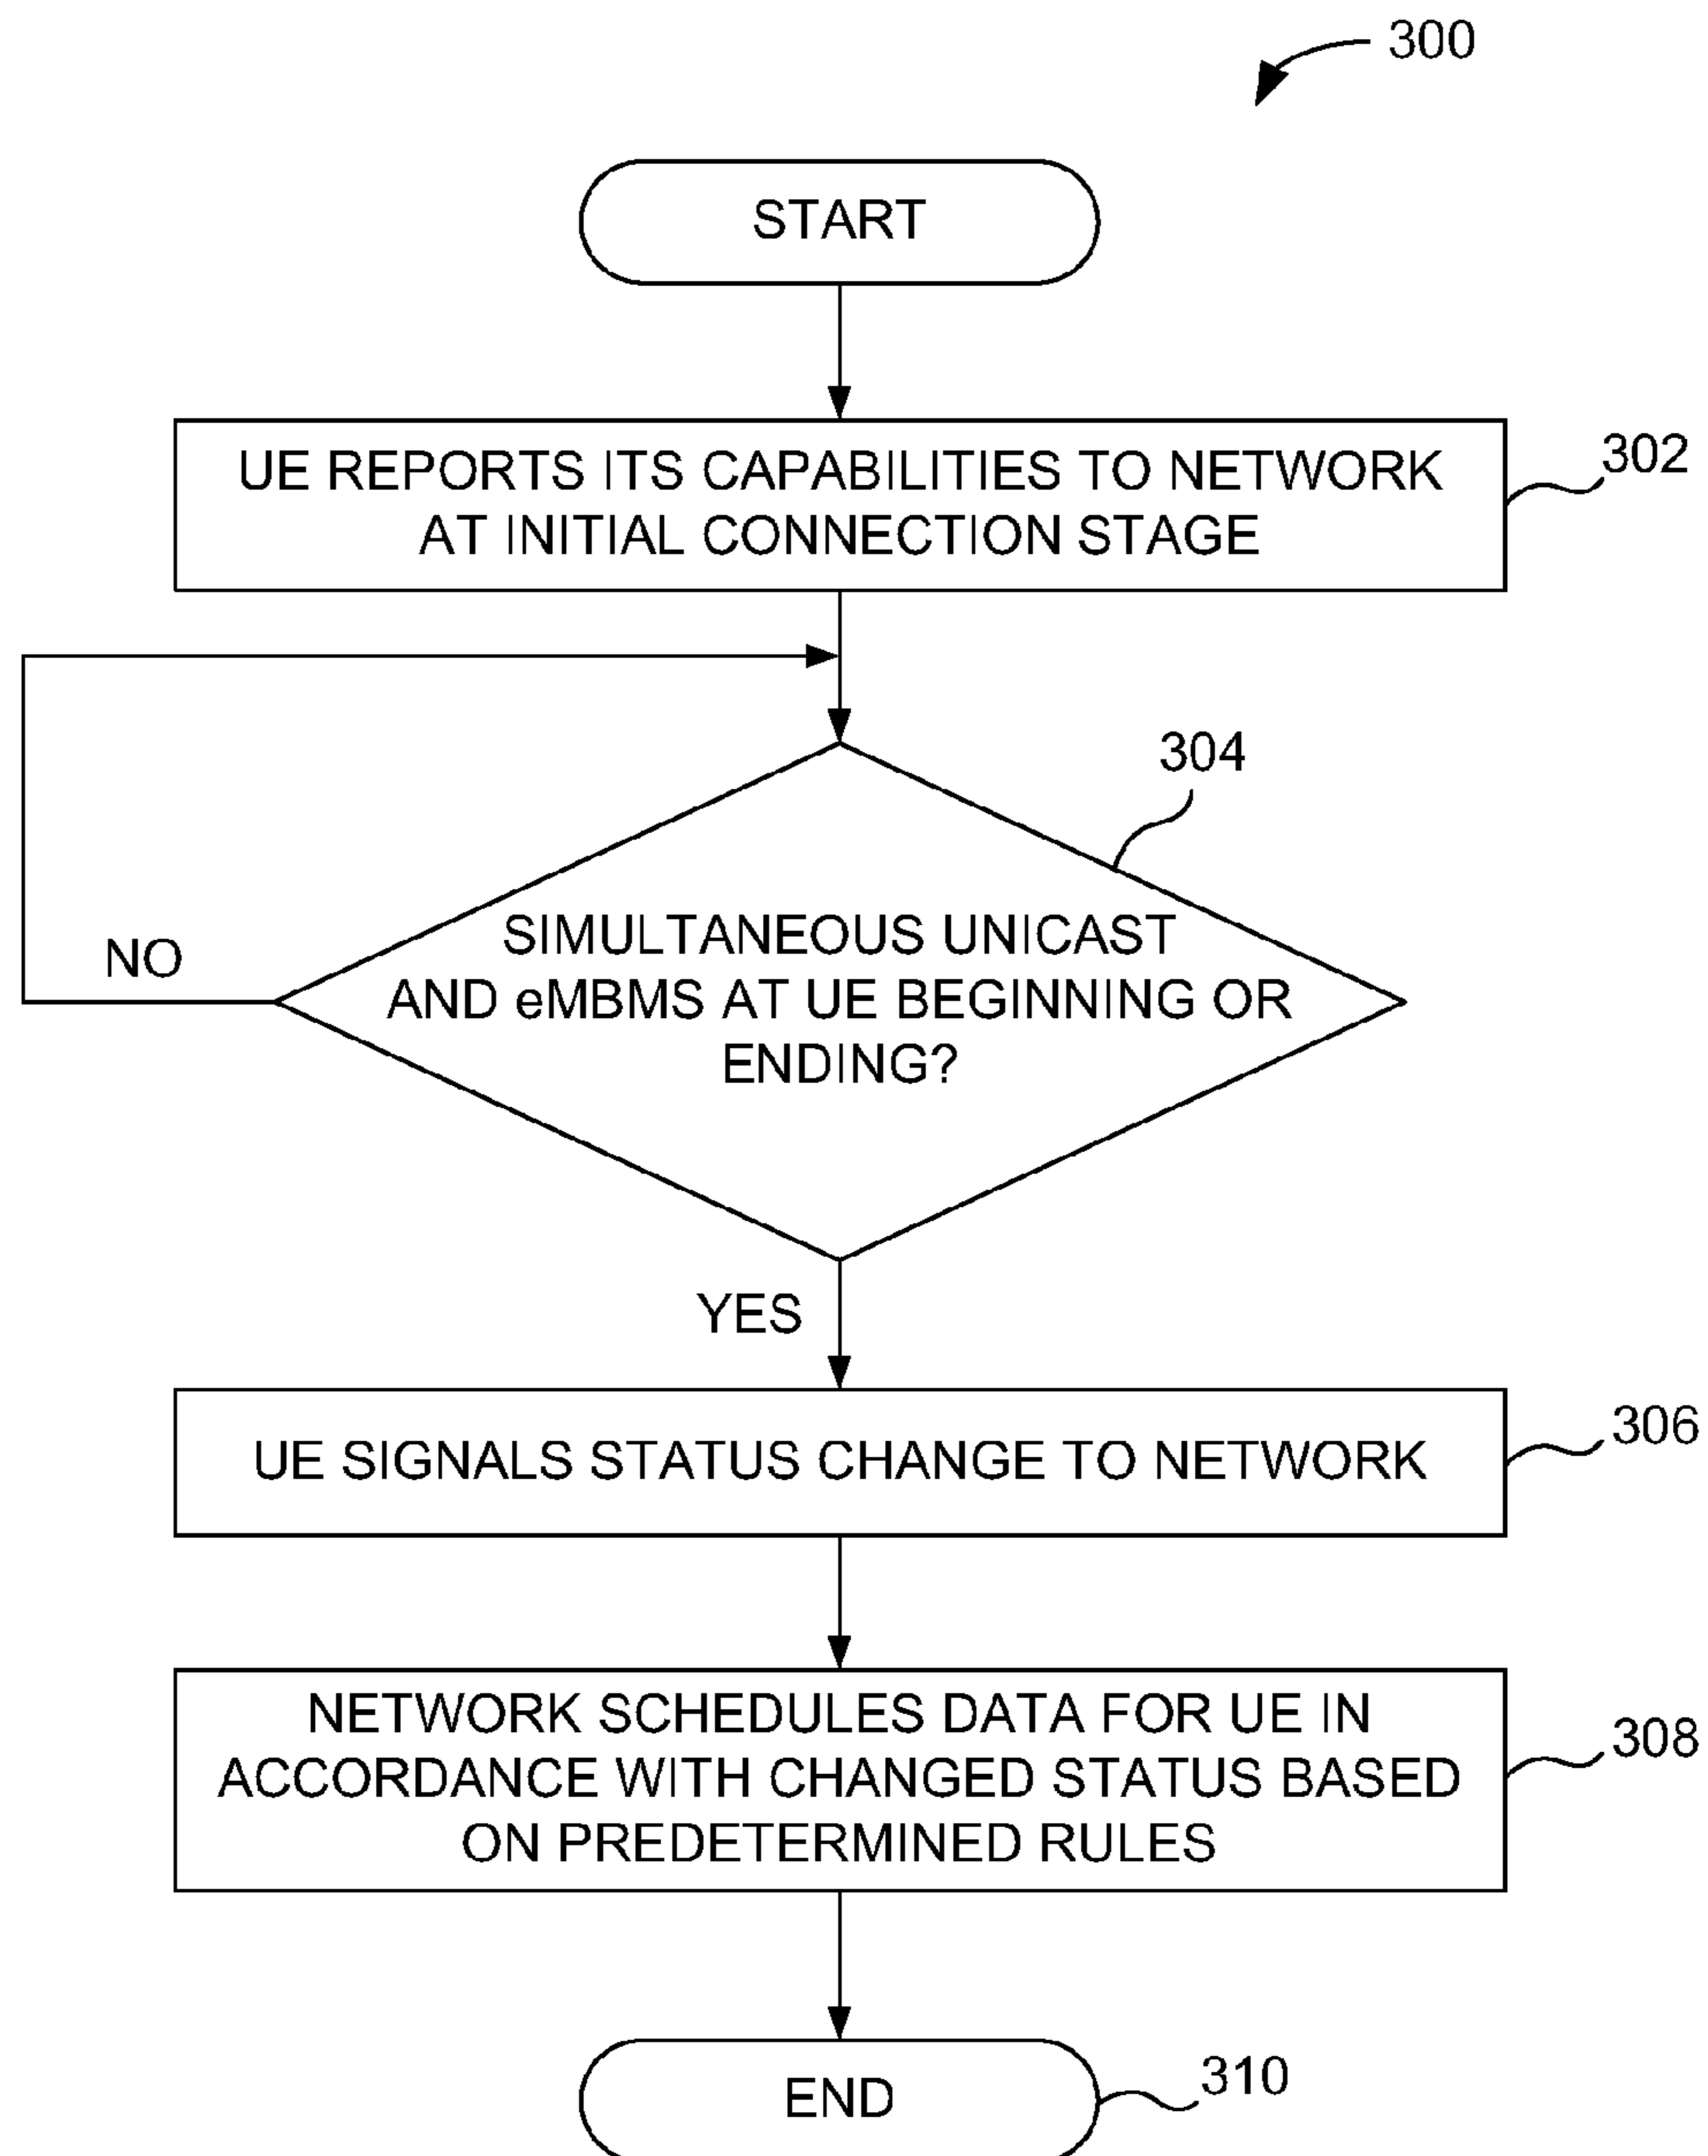 300
START
UE REPORTS ITS CAPABILITIES TO NETWORK
AT INITIAL CONNECTION STAGE
302
304
SIMULTANEOUS UNICAST
AND eMBMS AT UE BEGINNING OR
ENDING?
NO
YES
UE SIGNALS STATUS CHANGE TO NETWORK
306
NETWORK SCHEDULES DATA FOR UE IN
ACCORDANCE WITH CHANGED STATUS BASED
ON PREDETERMINED RULES
308
END
310